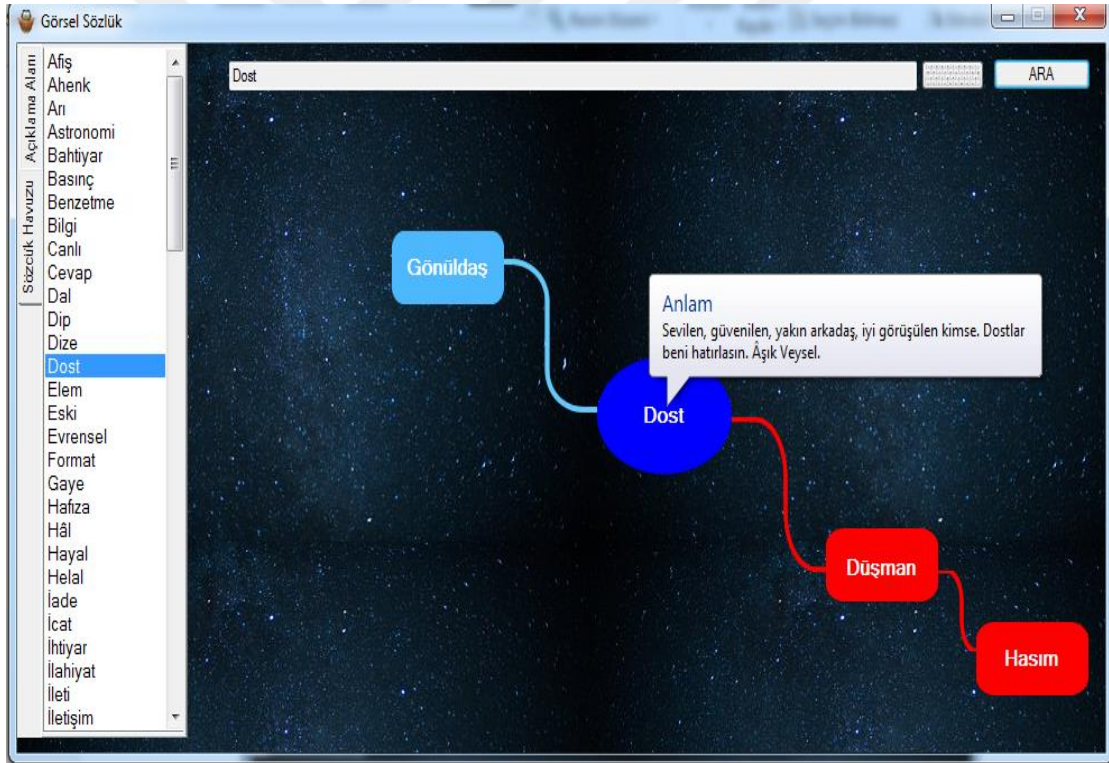 Görsel Sözlük
Açıklama Alanı
Sözcük Havuzu
Afiş
Ahenk
Arı
Astronomi
Bahtiyar
Basınç
Benzetme
Bilgi
Canlı
Cevap
Dal
Dip
Dize
Dost
Elem
Eski
Evrensel
Format
Gaye
Hafıza
Hâl
Hayal
Helal
İade
İcat
İhtiyar
İlahiyat
İleti
İletişim
Dost
ARA
Gönüldaş
Anlam
Sevilen, güvenilen, yakın arkadaş, iyi görüşülen kimse. Dostlar
beni hatırlasın. Âşık Veysel.
Dost
Düşman
Hasım